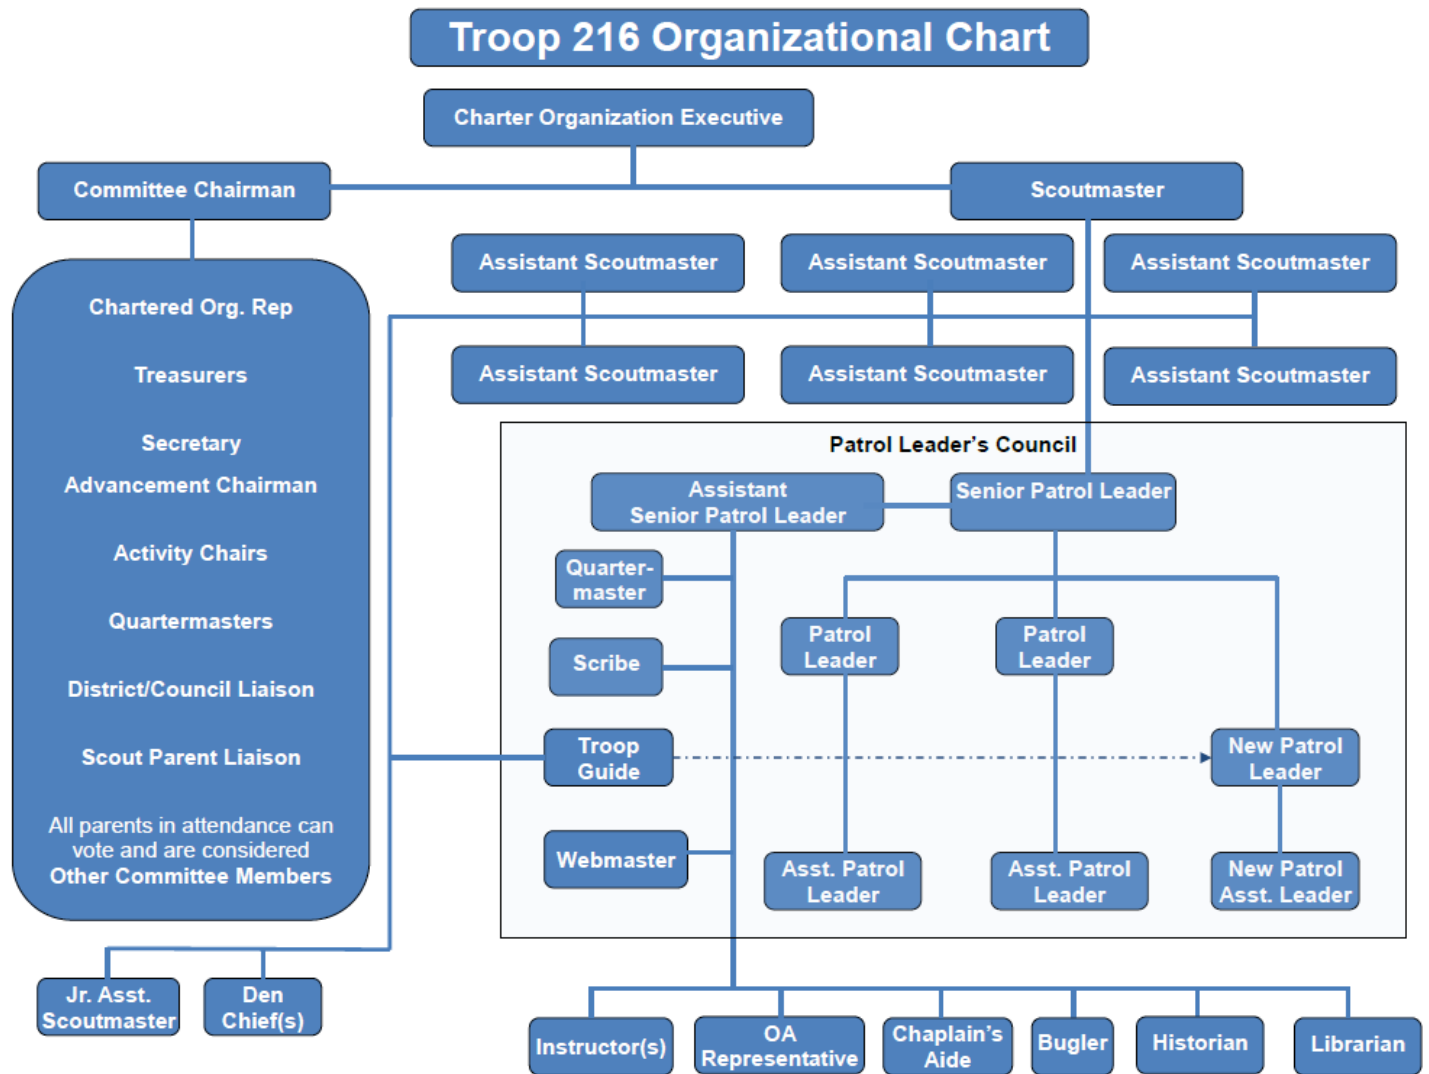 Troop 216 Organizational Chart
Charter Organization Executive
Committee Chairman
Scoutmaster
Assistant Scoutmaster
Assistant Scoutmaster
Assistant Scoutmaster
Chartered Org. Rep
Treasurers
Secretary
Advancement Chairman
Activity Chairs
Quartermasters
District/Council Liaison
Scout Parent Liaison
All parents in attendance can
vote and are considered
Other Committee Members
Assistant Scoutmaster
Assistant Scoutmaster
Assistant Scoutmaster
Patrol Leader's Council
Assistant
Senior Patrol Leader
Senior Patrol Leader
Quarter-
master
Scribe
Troop
Guide
Webmaster
Patrol
Leader
Patrol
Leader
New Patrol
Leader
Asst. Patrol
Leader
Asst. Patrol
Leader
New Patrol
Asst. Leader
Jr. Asst.
Scoutmaster
Den
Chief(s)
Instructor(s)
OA
Representative
Chaplain's
Aide
Bugler
Historian
Librarian